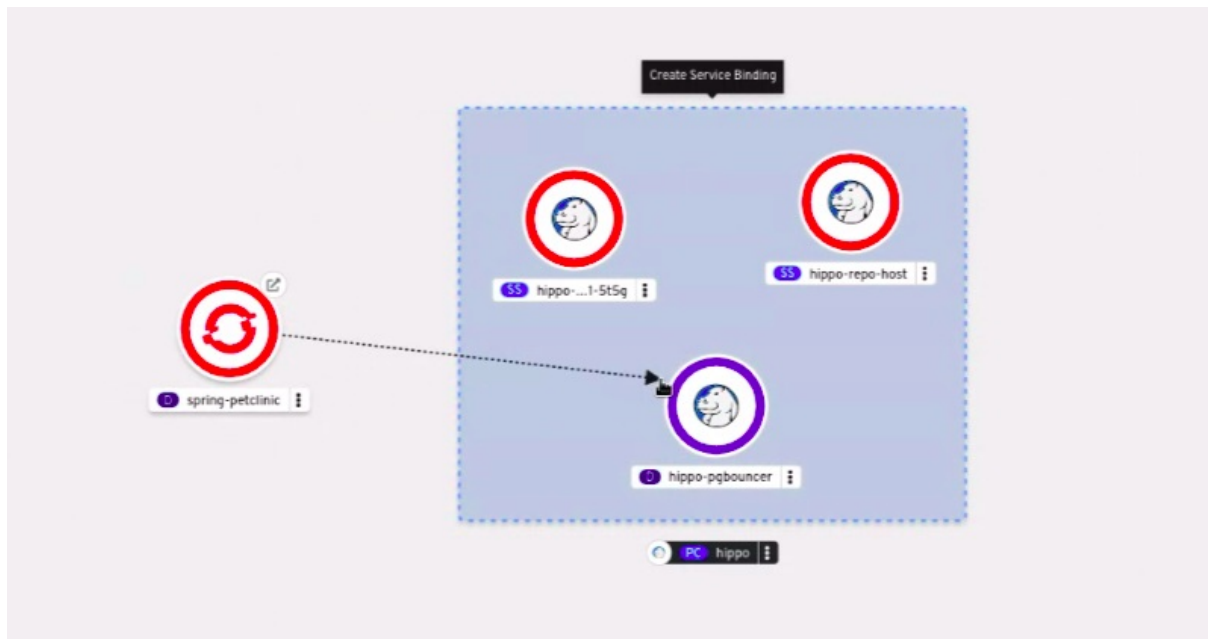 Create Service Binding
SS hippo-...1-5t5g
SS hippo-repo-host
D spring-petclinic
D hippo-pgbouncer
PC hippo